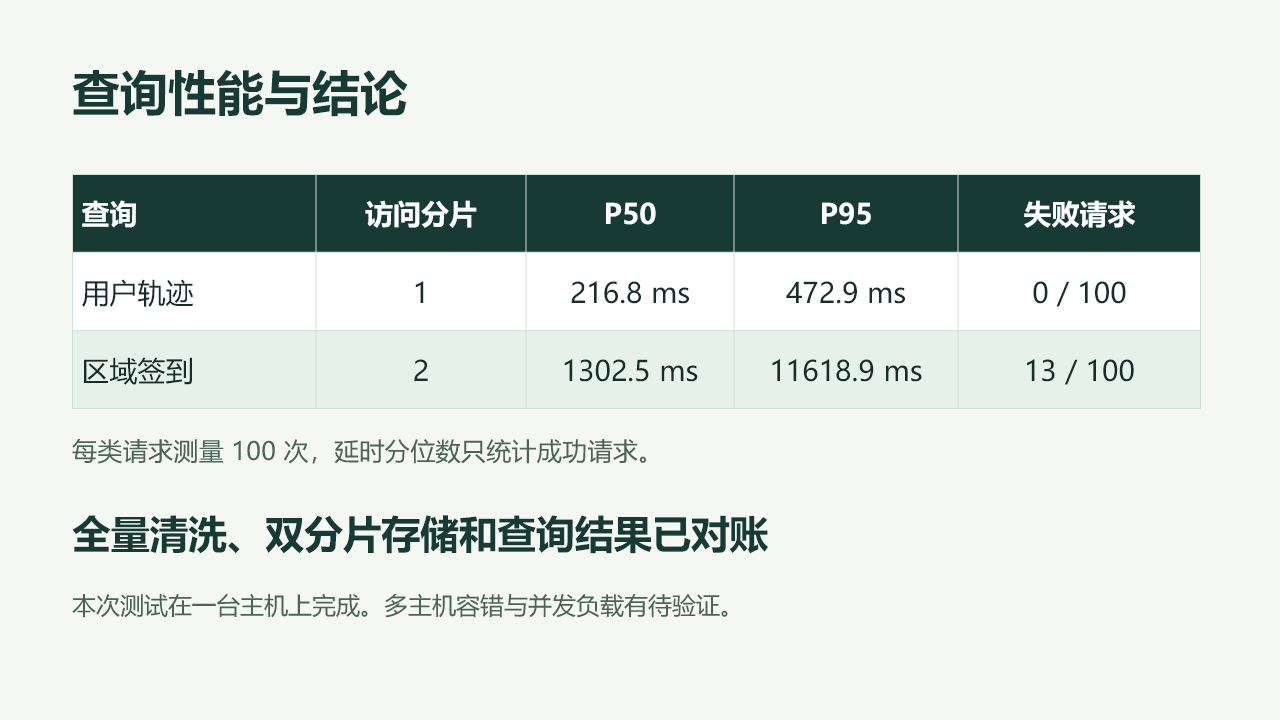 查询性能与结论
查询 访问分片 P50 P95 失败请求
用户轨迹 1 216.8 ms 472.9 ms 0 / 100
区域签到 2 1302.5 ms 11618.9 ms 13 / 100
每类请求测量 100 次，延时分位数只统计成功请求。
全量清洗、双分片存储和查询结果已对账
本次测试在一台主机上完成。多主机容错与并发负载有待验证。